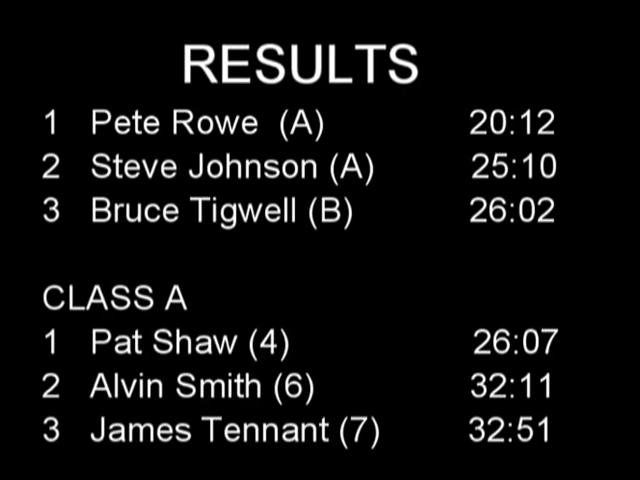 RESULTS
1 Pete Rowe (A) 20:12
2 Steve Johnson (A) 25:10
3 Bruce Tigwell (B) 26:02
CLASS A
1 Pat Shaw (4) 26:07
2 Alvin Smith (6) 32:11
3 James Tennant (7) 32:51